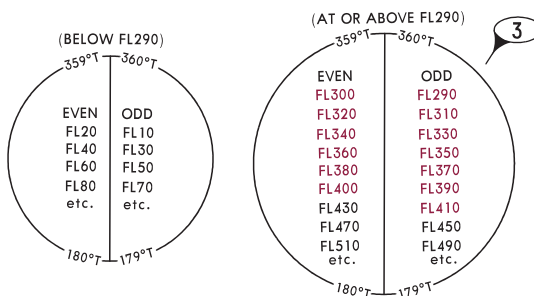 (BELOW FL290)
359°T 360°T
EVEN ODD
FL20 FL10
FL40 FL30
FL60 FL50
FL80 FL70
etc. etc.
180°T 179°T
(AT OR ABOVE FL290)
3
359°T 360°T
EVEN ODD
FL300 FL290
FL320 FL310
FL340 FL330
FL360 FL350
FL380 FL370
FL400 FL390
FL430 FL410
FL470 FL450
FL510 FL490
etc. etc.
180°T 179°T